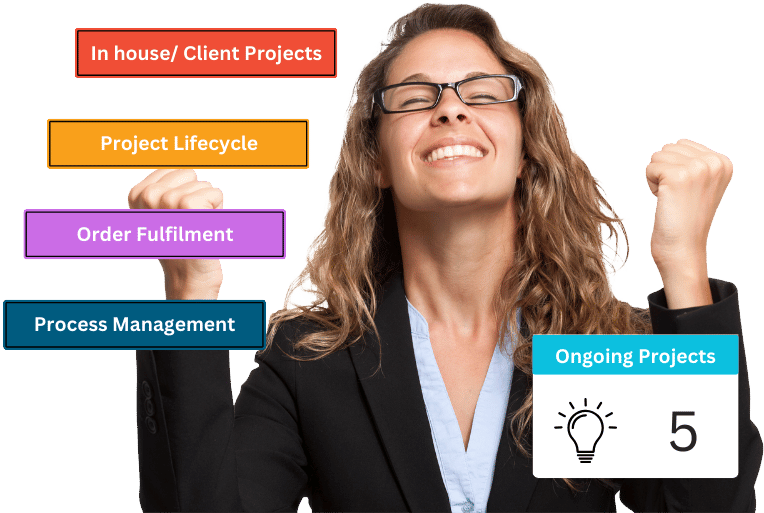 In house/ Client Projects
Project Lifecycle
Order Fulfilment
Process Management
Ongoing Projects
5